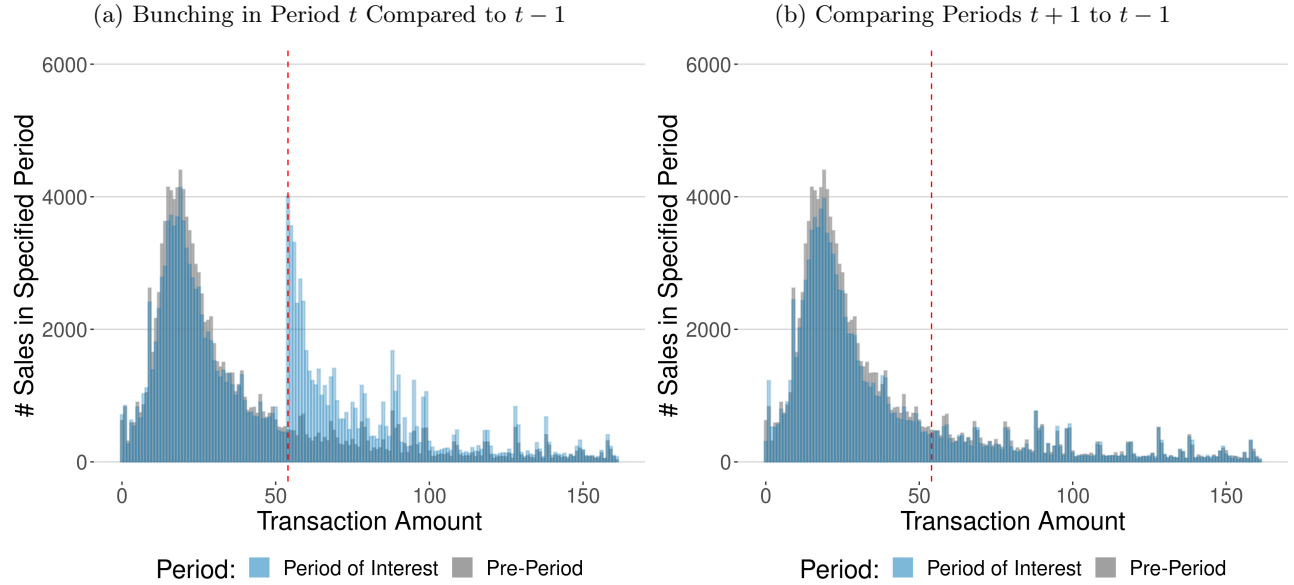 (a) Bunching in Period t Compared to t − 1
6000
4000
2000
0
# Sales in Specified Period
0 50 100 150
Transaction Amount
Period: Period of Interest Pre-Period
(b) Comparing Periods t + 1 to t − 1
6000
4000
2000
0
# Sales in Specified Period
0 50 100 150
Transaction Amount
Period: Period of Interest Pre-Period